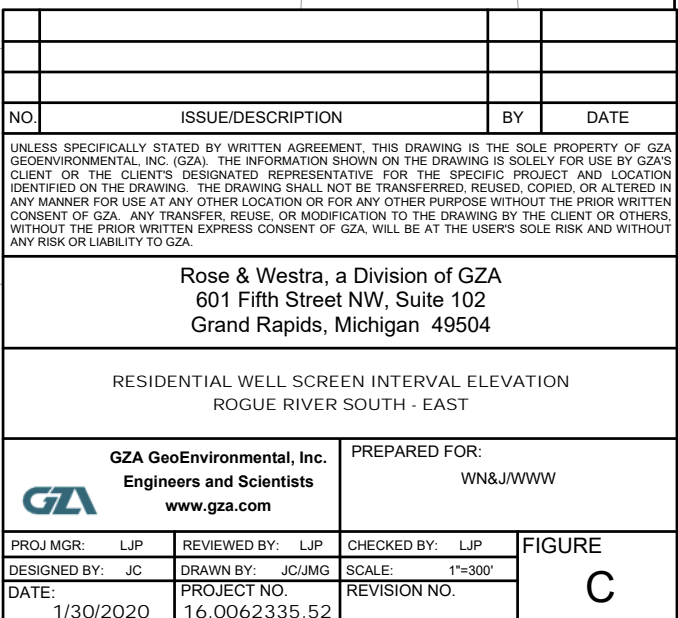 NO. ISSUE/DESCRIPTION BY DATE
UNLESS SPECIFICALLY STATED BY WRITTEN AGREEMENT, THIS DRAWING IS THE SOLE PROPERTY OF GZA
GEOENVIRONMENTAL, INC. (GZA). THE INFORMATION SHOWN ON THE DRAWING IS SOLELY FOR USE BY GZA'S
CLIENT OR THE CLIENT'S DESIGNATED REPRESENTATIVE FOR THE SPECIFIC PROJECT AND LOCATION
IDENTIFIED ON THE DRAWING. THE DRAWING SHALL NOT BE TRANSFERRED, REUSED, COPIED, OR ALTERED IN
ANY MANNER FOR USE AT ANY OTHER LOCATION OR FOR ANY OTHER PURPOSE WITHOUT THE PRIOR WRITTEN
CONSENT OF GZA. ANY TRANSFER, REUSE, OR MODIFICATION TO THE DRAWING BY THE CLIENT OR OTHERS,
WITHOUT THE PRIOR WRITTEN EXPRESS CONSENT OF GZA, WILL BE AT THE USER'S SOLE RISK AND WITHOUT
ANY RISK OR LIABILITY TO GZA.
Rose & Westra, a Division of GZA
601 Fifth Street NW, Suite 102
Grand Rapids, Michigan 49504
RESIDENTIAL WELL SCREEN INTERVAL ELEVATION
ROGUE RIVER SOUTH - EAST
GZA
GZA GeoEnvironmental, Inc.
Engineers and Scientists
www.gza.com
PREPARED FOR:
WN&J/WWW
PROJ MGR: LJP REVIEWED BY: LJP CHECKED BY: LJP
DESIGNED BY: JC DRAWN BY: JC/JMG SCALE: 1"=300'
DATE: PROJECT NO. REVISION NO.
1/30/2020 16.0062335.52
FIGURE
C